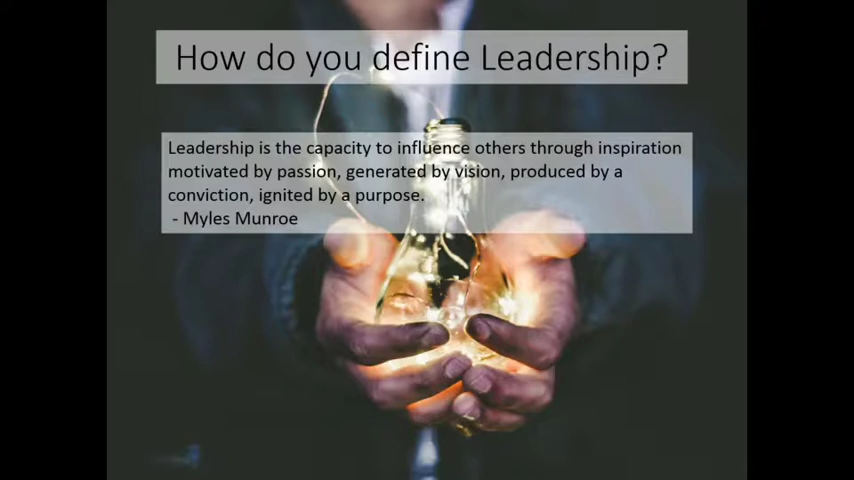 How do you define Leadership?
Leadership is the capacity to influence others through inspiration
motivated by passion, generated by vision, produced by a
conviction, ignited by a purpose.
- Myles Munroe